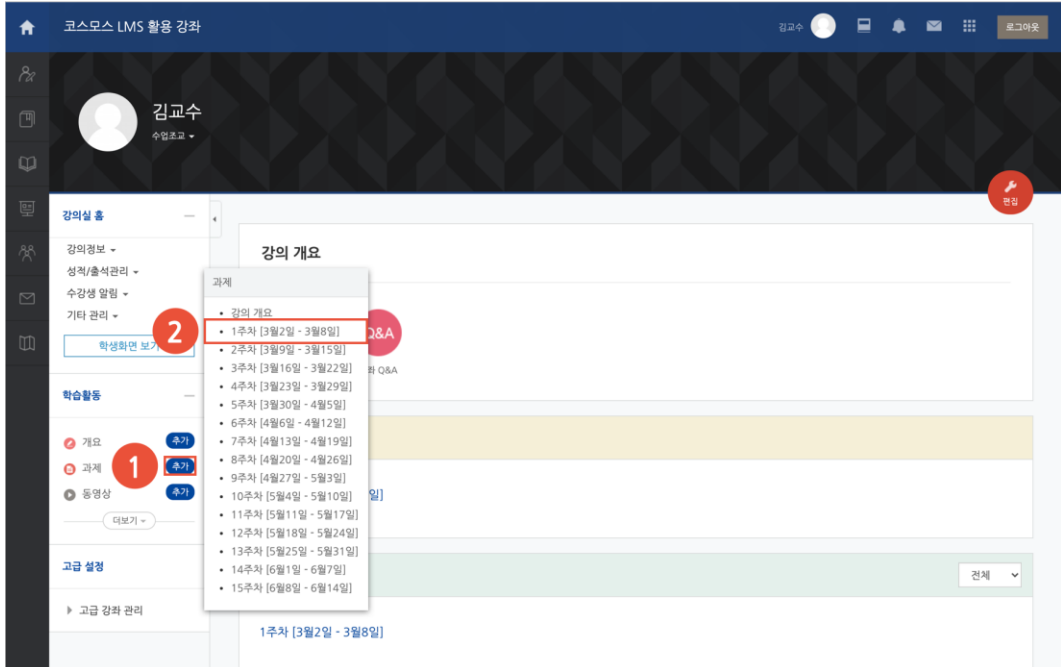 코스모스 LMS 활용 강좌
김교수
로그아웃
김교수
수업조교
편집
강의실 홈
강의정보
성적/출석관리
수강생 알림
기타 관리
학생화면 보기
학습활동
개요 추가
과제 추가
동영상 추가
더보기
고급 설정
고급 강좌 관리
1
2
과제
강의 개요
1주차 [3월2일 - 3월8일]
2주차 [3월9일 - 3월15일]
3주차 [3월16일 - 3월22일]
4주차 [3월23일 - 3월29일]
5주차 [3월30일 - 4월5일]
6주차 [4월6일 - 4월12일]
7주차 [4월13일 - 4월19일]
8주차 [4월20일 - 4월26일]
9주차 [4월27일 - 5월3일]
10주차 [5월4일 - 5월10일]
11주차 [5월11일 - 5월17일]
12주차 [5월18일 - 5월24일]
13주차 [5월25일 - 5월31일]
14주차 [6월1일 - 6월7일]
15주차 [6월8일 - 6월14일]
강의 개요
Q&A
좌 Q&A
일]
전체
1주차 [3월2일 - 3월8일]